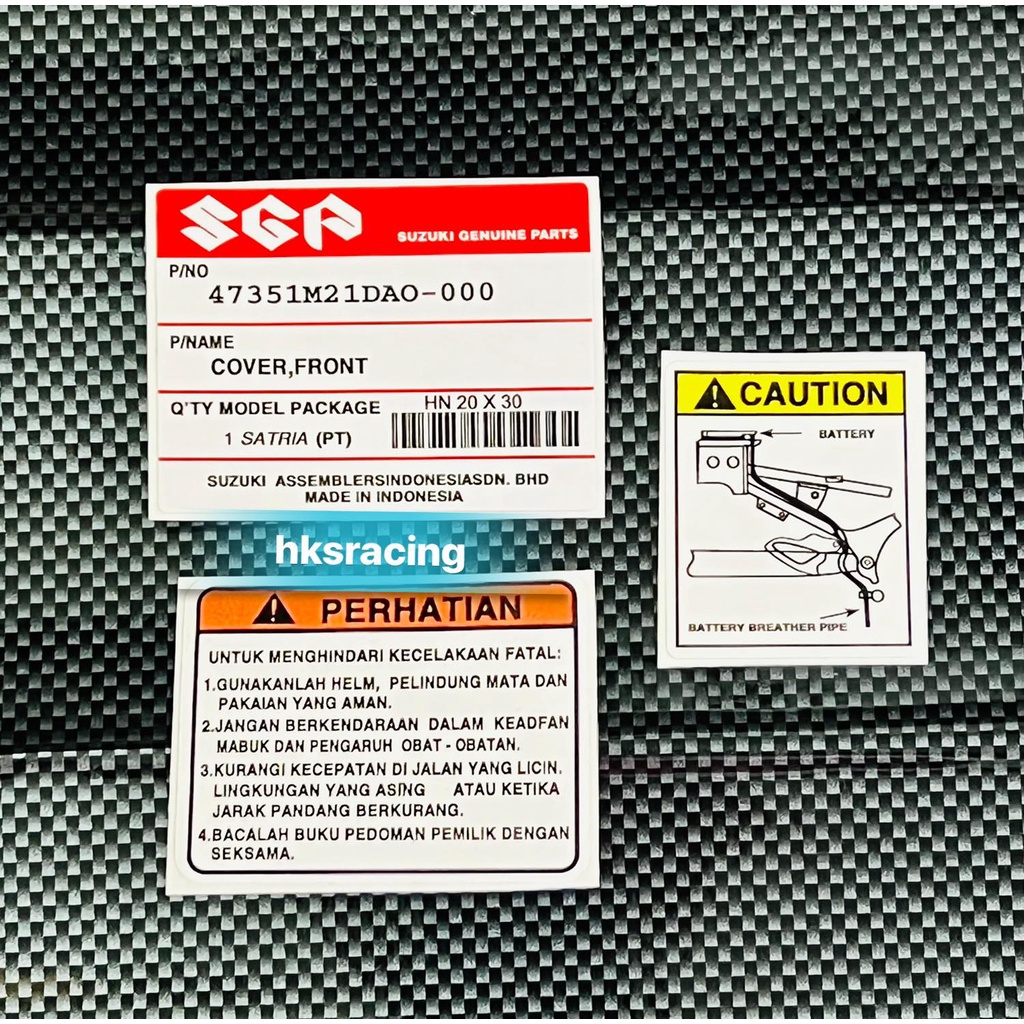 SGP
SUZUKI GENUINE PARTS
P/NO
47351M21DAO-000
P/NAME
COVER,FRONT
Q'TY MODEL PACKAGE
HN 20 X 30
1 SATRIA (PT)
SUZUKI ASSEMBLERSINDONESIASDN. BHD
MADE IN INDONESIA
hksracing
PERHATIAN
UNTUK MENGHINDARI KECELAKAAN FATAL:
1.GUNAKANLAH HELM, PELINDUNG MATA DAN
PAKAIAN YANG AMAN.
2.JANGAN BERKENDARAAN DALAM KEADFAN
MABUK DAN PENGARUH OBAT - OBATAN.
3.KURANGI KECEPATAN DI JALAN YANG LICIN,
LINGKUNGAN YANG ASING ATAU KETIKA
JARAK PANDANG BERKURANG.
4.BACALAH BUKU PEDOMAN PEMILIK DENGAN
SEKSAMA.
CAUTION
BATTERY
BATTERY BREATHER PIPE